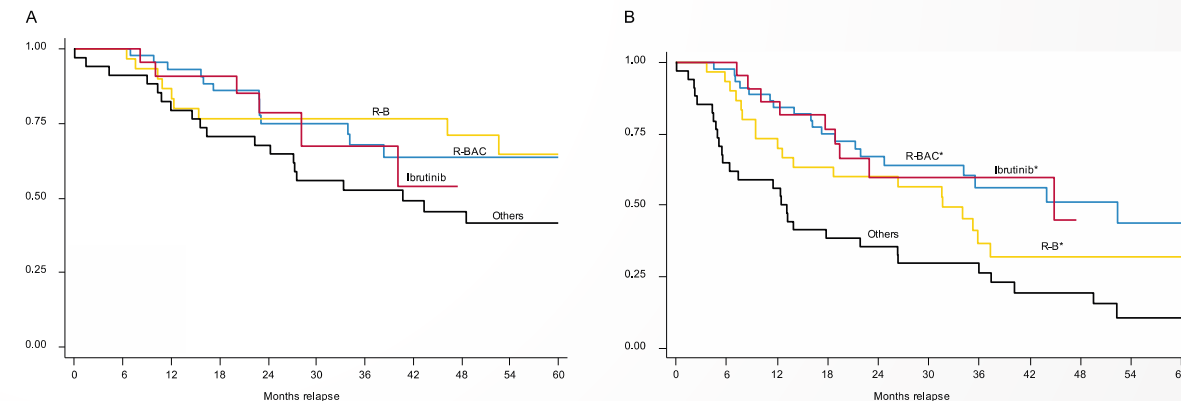 A
1.00
0.75
0.50
0.25
0.00
R-B
R-BAC
Ibrutinib
Others
0 6 12 18 24 30 36 42 48 54 60
Months relapse
B
1.00
0.75
0.50
0.25
0.00
R-BAC*
Ibrutinib*
Others
R-B*
0 6 12 18 24 30 36 42 48 54
Months relapse